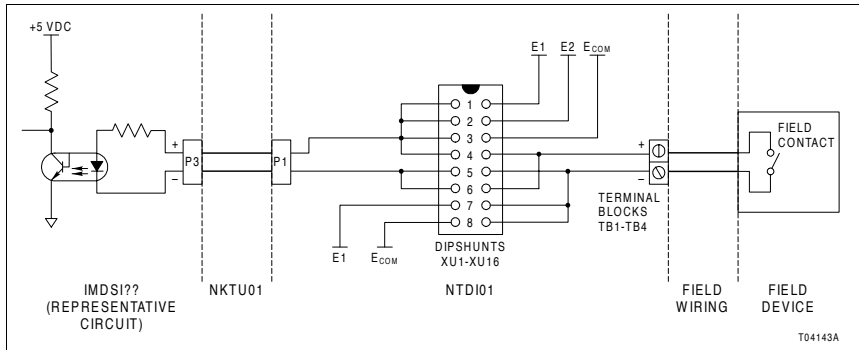 +5 VDC
E1 E2 ECOM
1
2
3
4
5
6
7
8
+
–
P3
P1
+
–
FIELD
CONTACT
TERMINAL
BLOCKS
TB1-TB4
E1 ECOM
DIPSHUNTS
XU1-XU16
IMDSI??
(REPRESENTATIVE
CIRCUIT)
NKTU01
NTDI01
FIELD
WIRING
FIELD
DEVICE
T04143A